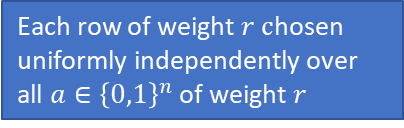 Each row of weight r chosen
uniformly independently over
all a ∈ {0,1}ⁿ of weight r